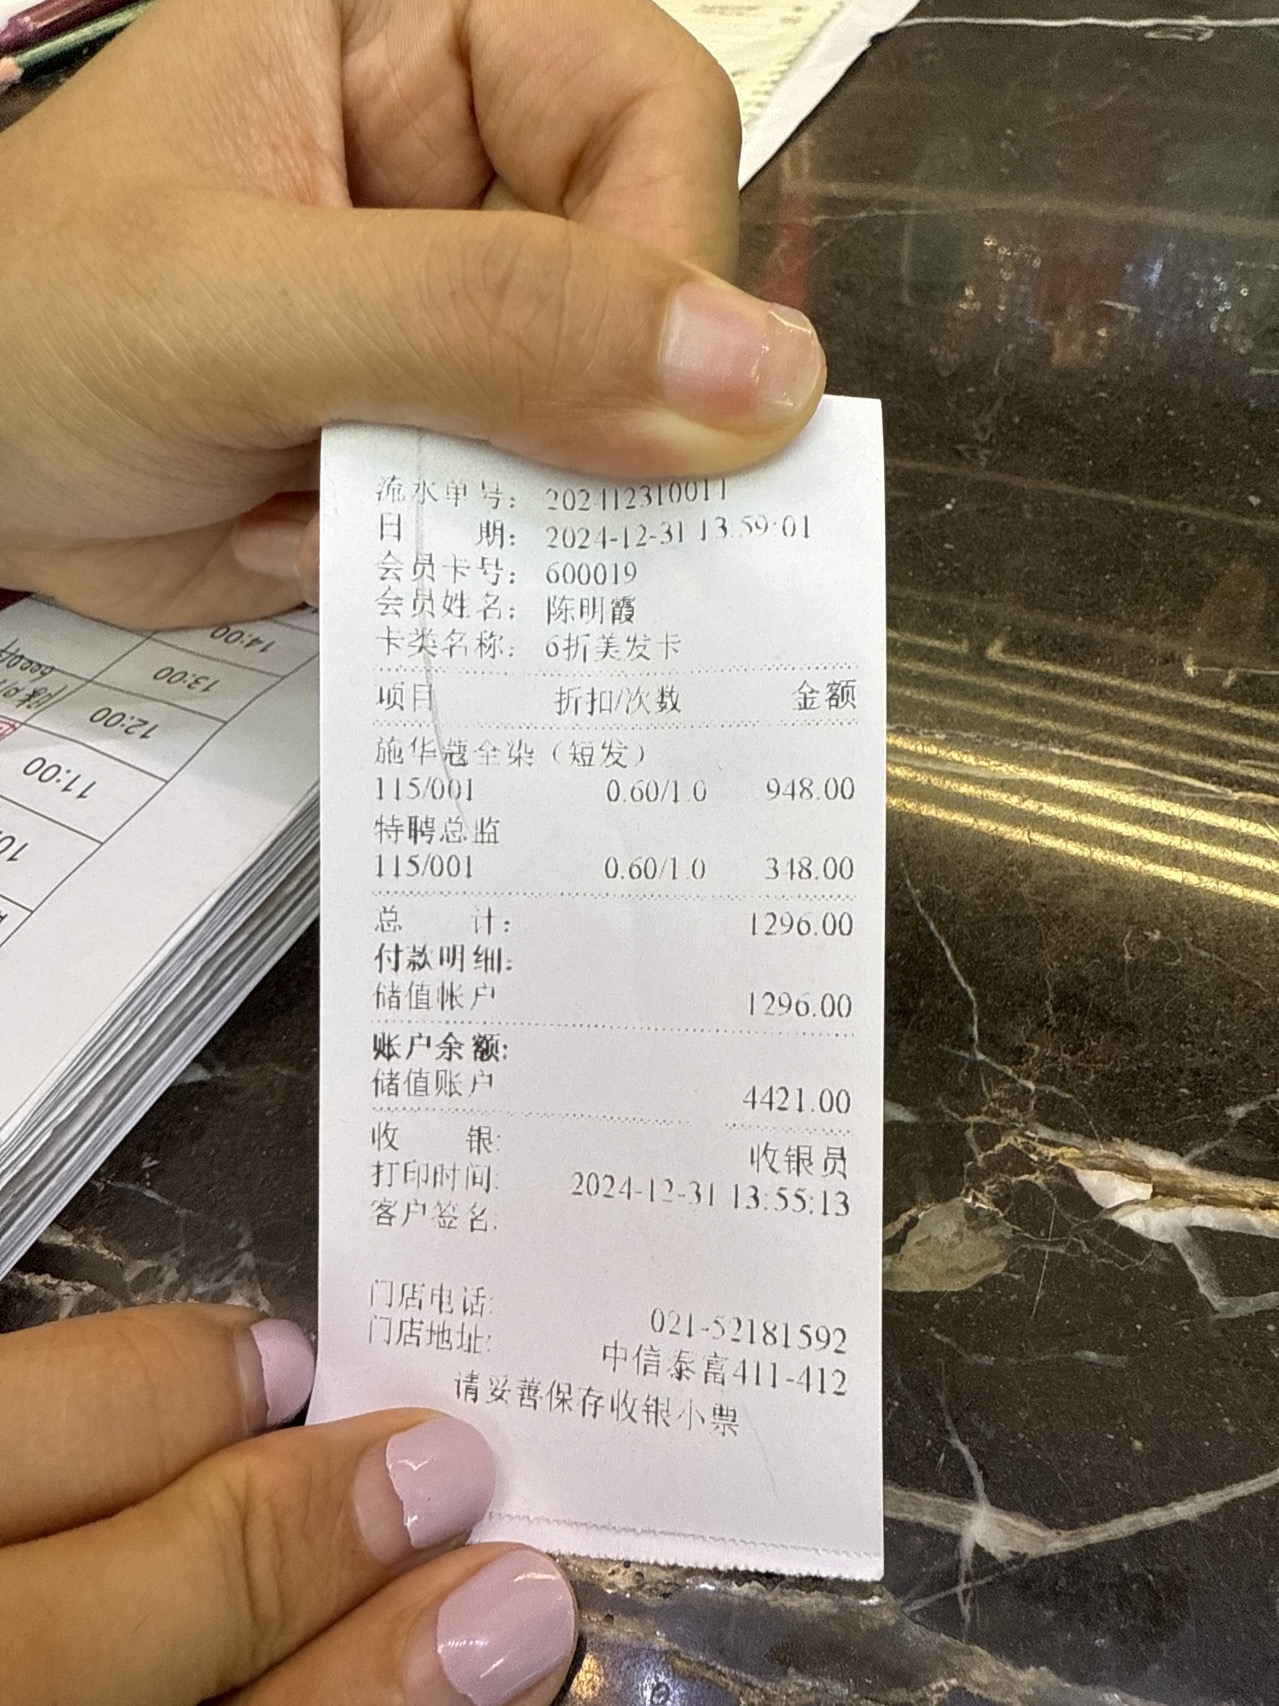 流水单号： 202412310011
日 期： 2024-12-31 13:59:01
会员卡号： 600019
会员姓名： 陈明霞
卡类名称： 6折美发卡
项目 折扣/次数 金额
施华蔻全染（短发）
115/001 0.60/1.0 948.00
特聘总监
115/001 0.60/1.0 348.00
总 计： 1296.00
付款明细：
储值帐户 1296.00
账户余额：
储值账户 4421.00
收 银： 收银员
打印时间： 2024-12-31 13:55:13
客户签名：
门店电话： 021-52181592
门店地址： 中信泰富411-412
请妥善保存收银小票
14:00
13:00
12:00
11:00